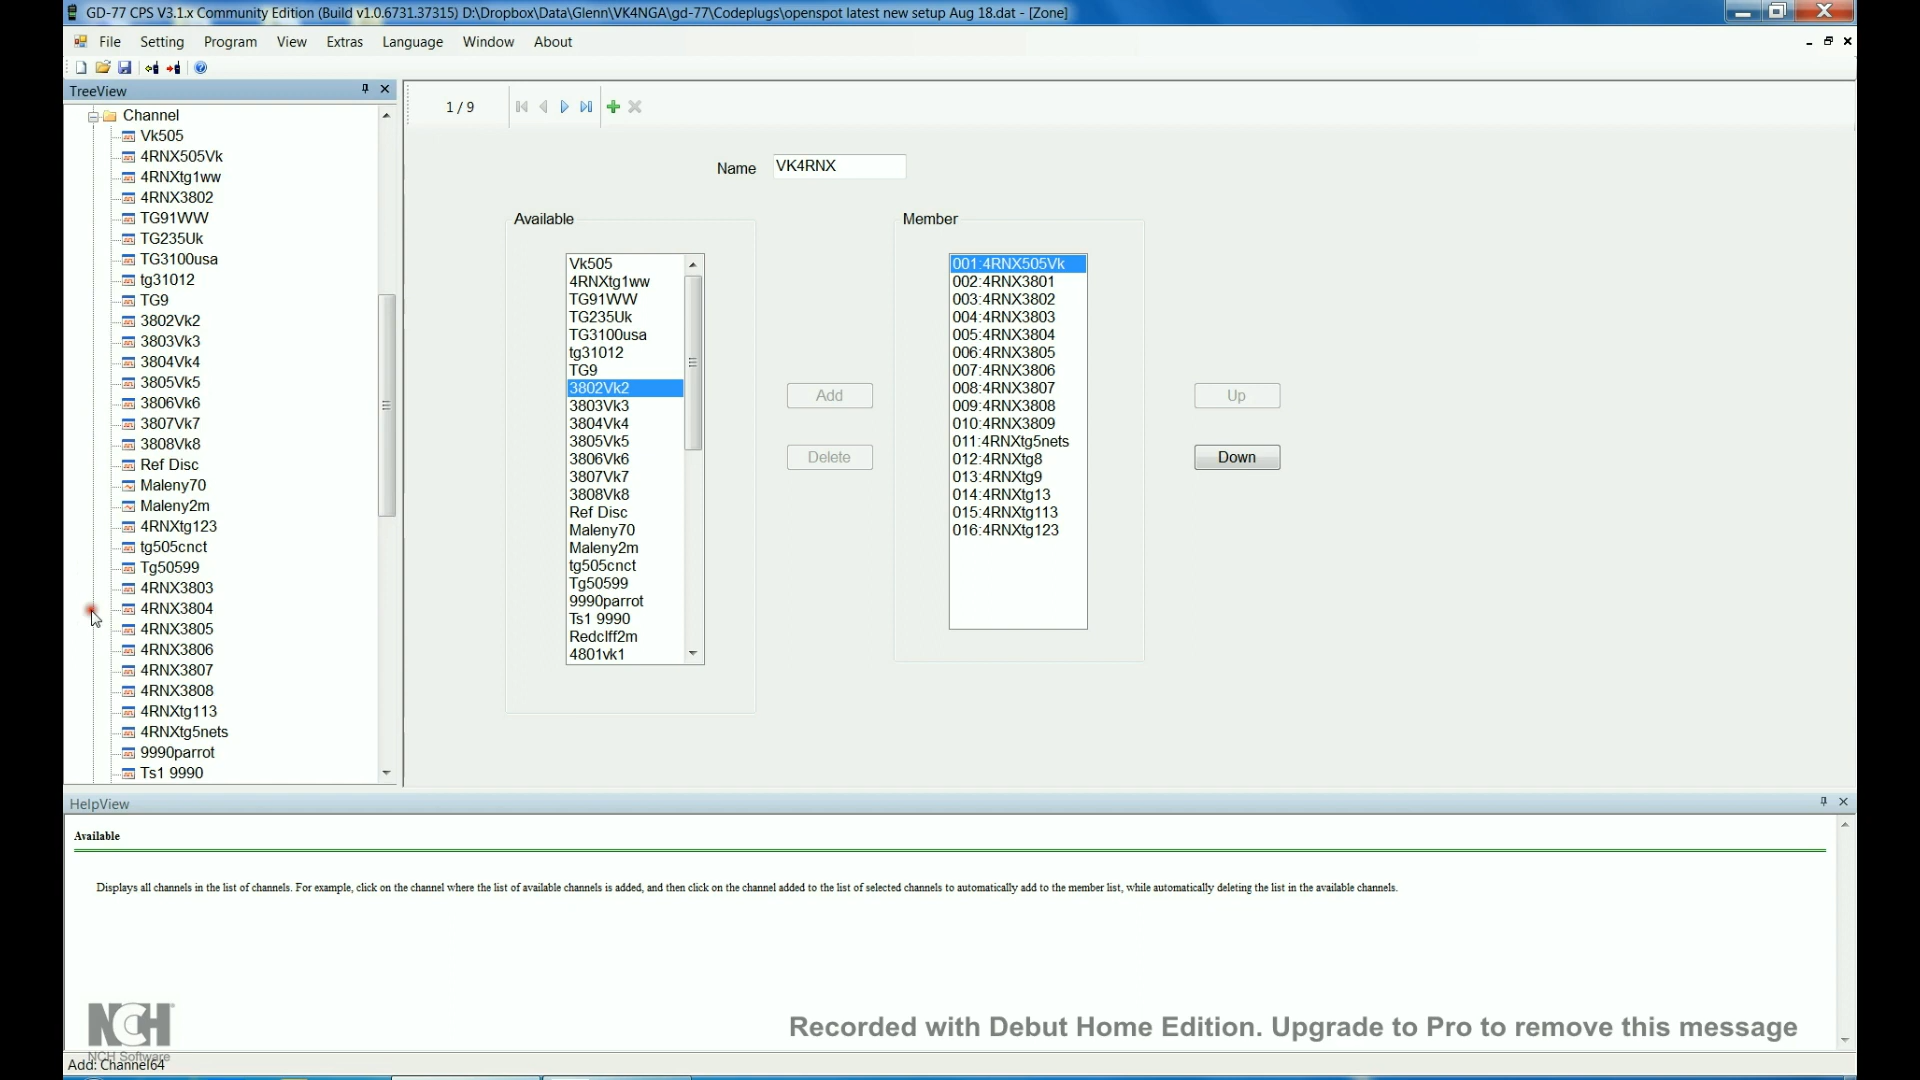 GD-77 CPS V3.1.x Community Edition (Build v1.0.6731.37315) D:\Dropbox\Data\Glenn\VK4NGA\gd-77\Codeplugs\openspot latest new setup Aug 18.dat - [Zone]
File Setting Program View Extras Language Window About
TreeView
1 / 9
Channel
Vk505
4RNX505Vk
4RNXtg1ww
4RNX3802
TG91WW
TG235Uk
TG3100usa
tg31012
TG9
3802Vk2
3803Vk3
3804Vk4
3805Vk5
3806Vk6
3807Vk7
3808Vk8
Ref Disc
Maleny70
Maleny2m
4RNXtg123
tg505cnct
Tg50599
4RNX3803
4RNX3804
4RNX3805
4RNX3806
4RNX3807
4RNX3808
4RNXtg113
4RNXtg5nets
9990parrot
Ts1 9990
Name VK4RNX
Available
Vk505
4RNXtg1ww
TG91WW
TG235Uk
TG3100usa
tg31012
TG9
3802Vk2
3803Vk3
3804Vk4
3805Vk5
3806Vk6
3807Vk7
3808Vk8
Ref Disc
Maleny70
Maleny2m
tg505cnct
Tg50599
9990parrot
Ts1 9990
Redclff2m
4801vk1
Add
Delete
Member
001:4RNX505Vk
002:4RNX3801
003:4RNX3802
004:4RNX3803
005:4RNX3804
006:4RNX3805
007:4RNX3806
008:4RNX3807
009:4RNX3808
010:4RNX3809
011:4RNXtg5nets
012:4RNXtg8
013:4RNXtg9
014:4RNXtg13
015:4RNXtg113
016:4RNXtg123
Up
Down
HelpView
Available
Displays all channels in the list of channels. For example, click on the channel where the list of available channels is added, and then click on the channel added to the list of selected channels to automatically add to the member list, while automatically deleting the list in the available channels.
NCH
NCH Software
Recorded with Debut Home Edition. Upgrade to Pro to remove this message
Add: Channel64